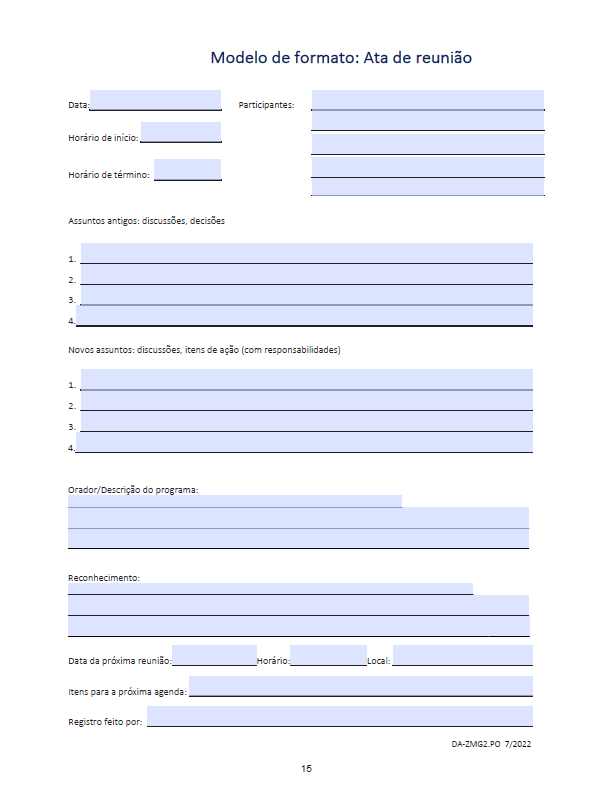 Modelo de formato: Ata de reunião
Data: Participantes:
Horário de início:
Horário de término:
Assuntos antigos: discussões, decisões
1.
2.
3.
4.
Novos assuntos: discussões, itens de ação (com responsabilidades)
1.
2.
3.
4.
Orador/Descrição do programa:
Reconhecimento:
Data da próxima reunião: Horário: Local:
Itens para a próxima agenda:
Registro feito por:
DA-ZMG2.PO 7/2022
15